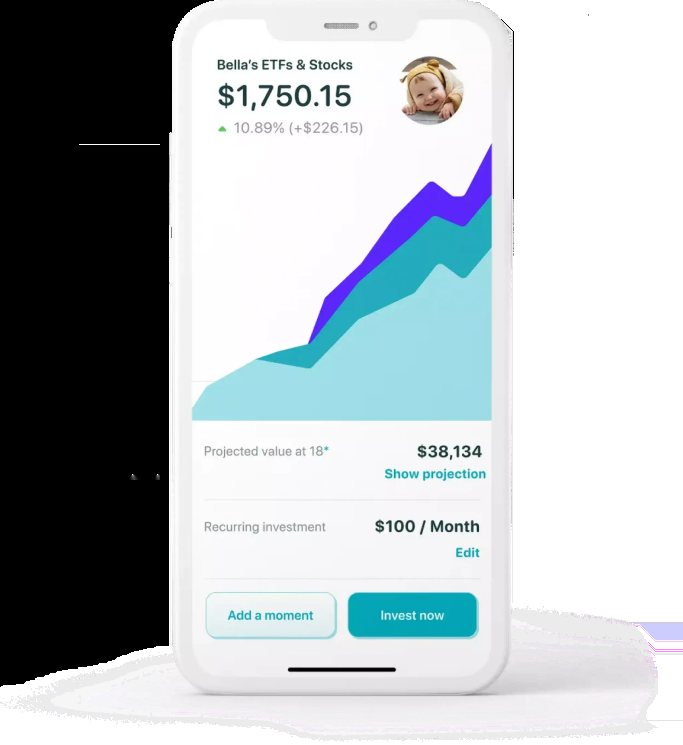 Bella's ETFs & Stocks
$1,750.15
10.89% (+$226.15)
Projected value at 18*
$38,134
Show projection
Recurring investment
$100 / Month
Edit
Add a moment
Invest now